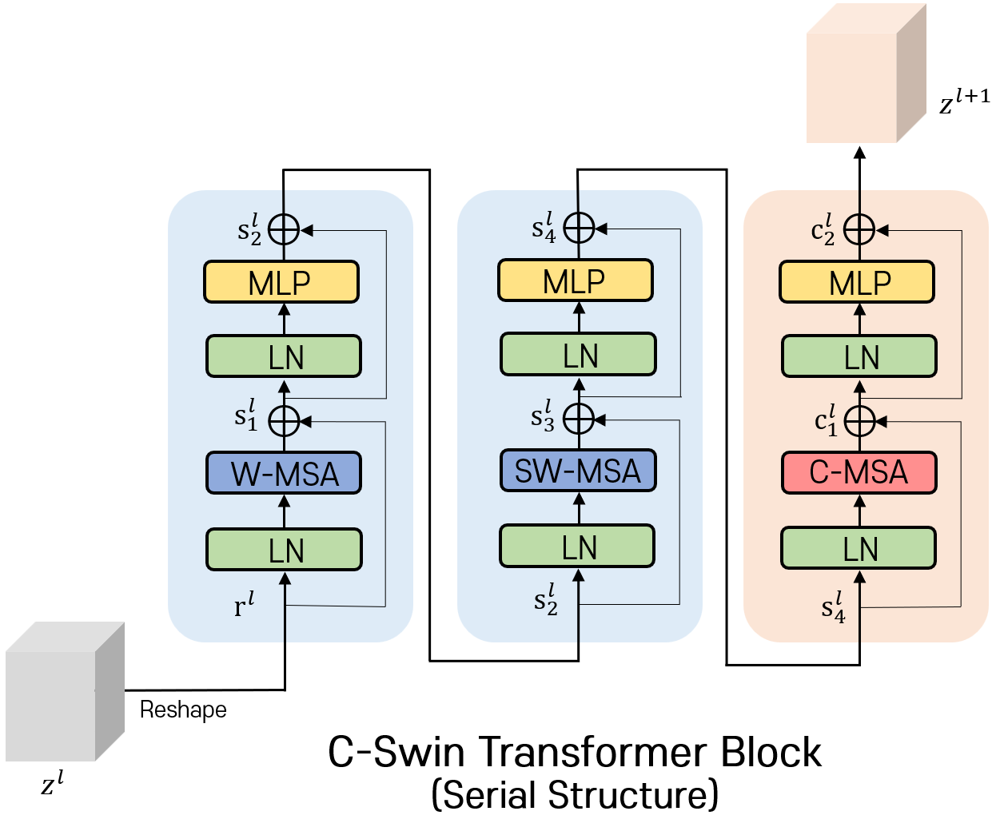 z^l
Reshape
r^l
LN
W-MSA
s_1^l
LN
MLP
s_2^l
s_2^l
LN
SW-MSA
s_3^l
LN
MLP
s_4^l
s_4^l
LN
C-MSA
c_1^l
LN
MLP
c_2^l
z^{l+1}
C-Swin Transformer Block
(Serial Structure)